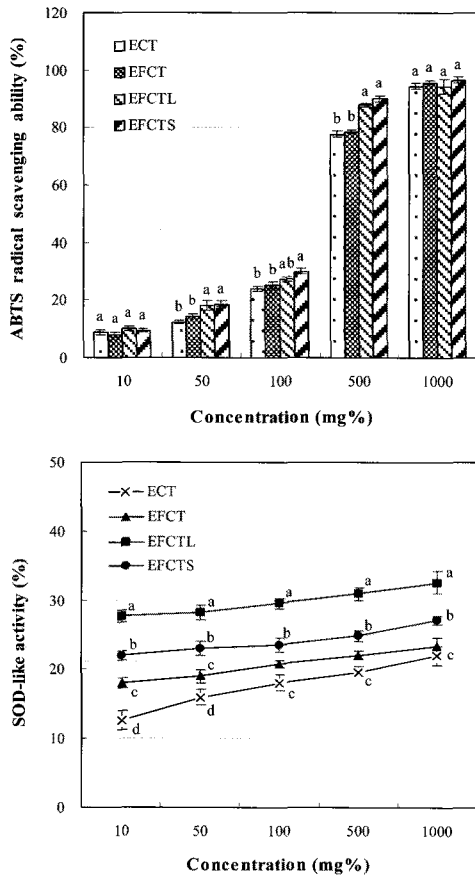 120
100
80
60
40
20
0
ABTS radical scavenging ability (%)
ECT
EFCT
EFCTL
EFCTS
a a a a
b b a a
b b ab a
b b a a
a a a a
10 50 100 500 1000
Concentration (mg%)
50
40
30
20
10
0
SOD-like activity (%)
ECT
EFCT
EFCTL
EFCTS
a a a a a
b b b b b
c c
d d c c c
10 50 100 500 1000
Concentration (mg%)